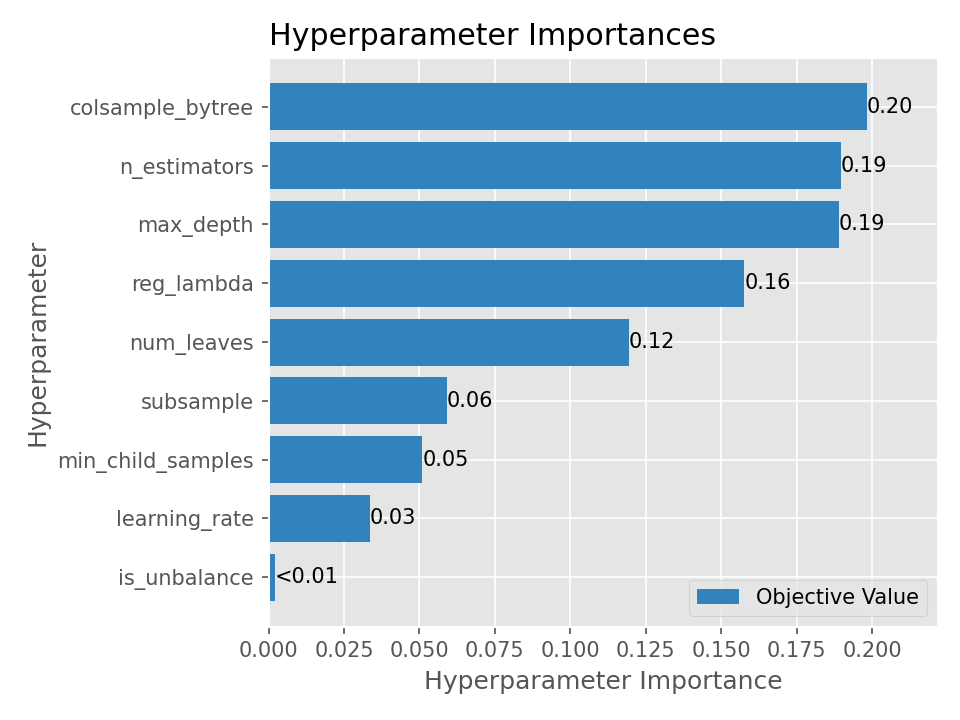 Hyperparameter Importances
colsample_bytree 0.20
n_estimators 0.19
max_depth 0.19
reg_lambda 0.16
num_leaves 0.12
subsample 0.06
min_child_samples 0.05
learning_rate 0.03
is_unbalance <0.01
Hyperparameter
Objective Value
0.000 0.025 0.050 0.075 0.100 0.125 0.150 0.175 0.200
Hyperparameter Importance